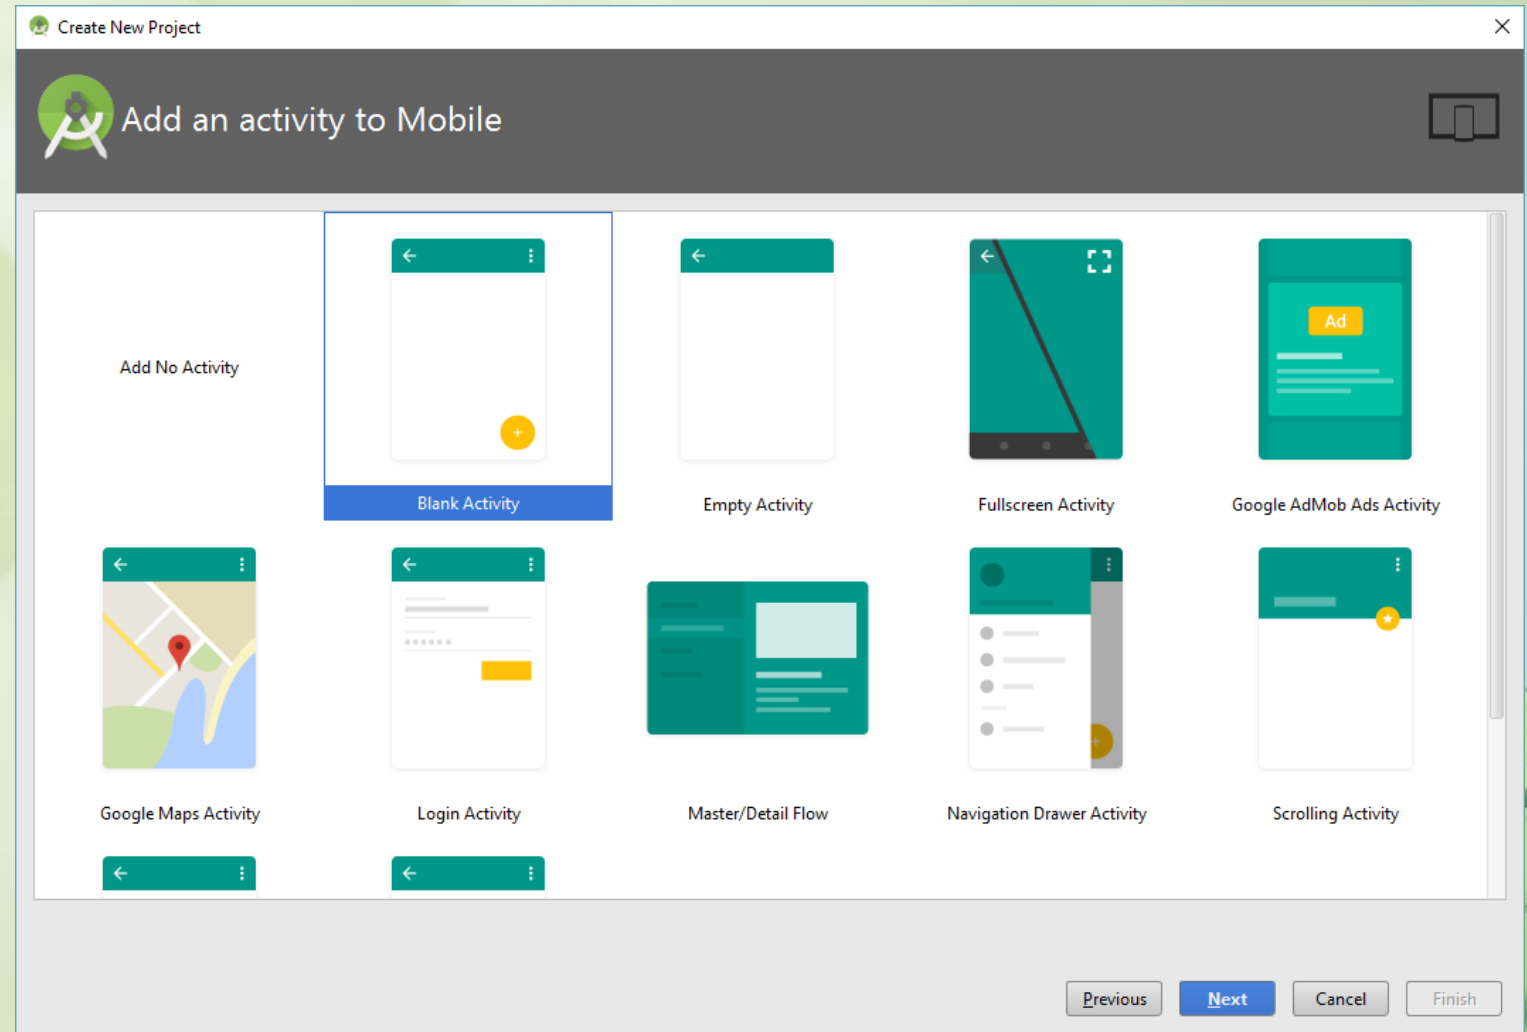 Create New Project
Add an activity to Mobile
Add No Activity
Blank Activity
Empty Activity
Fullscreen Activity
Ad
Google AdMob Ads Activity
Google Maps Activity
Login Activity
Master/Detail Flow
Navigation Drawer Activity
Scrolling Activity
Previous
Next
Cancel
Finish